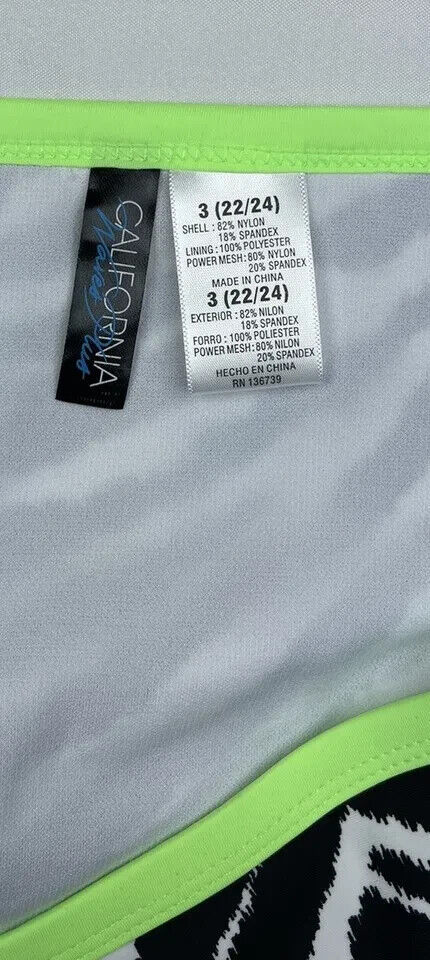 CALIFORNIA
Waves Plus
3 (22/24)
SHELL : 82% NYLON
18% SPANDEX
LINING : 100% POLYESTER
POWER MESH : 80% NYLON
20% SPANDEX
MADE IN CHINA
3 (22/24)
EXTERIOR : 82% NILON
18% SPANDEX
FORRO : 100% POLIESTER
POWER MESH : 80% NILON
20% SPANDEX
HECHO EN CHINA
RN 136739